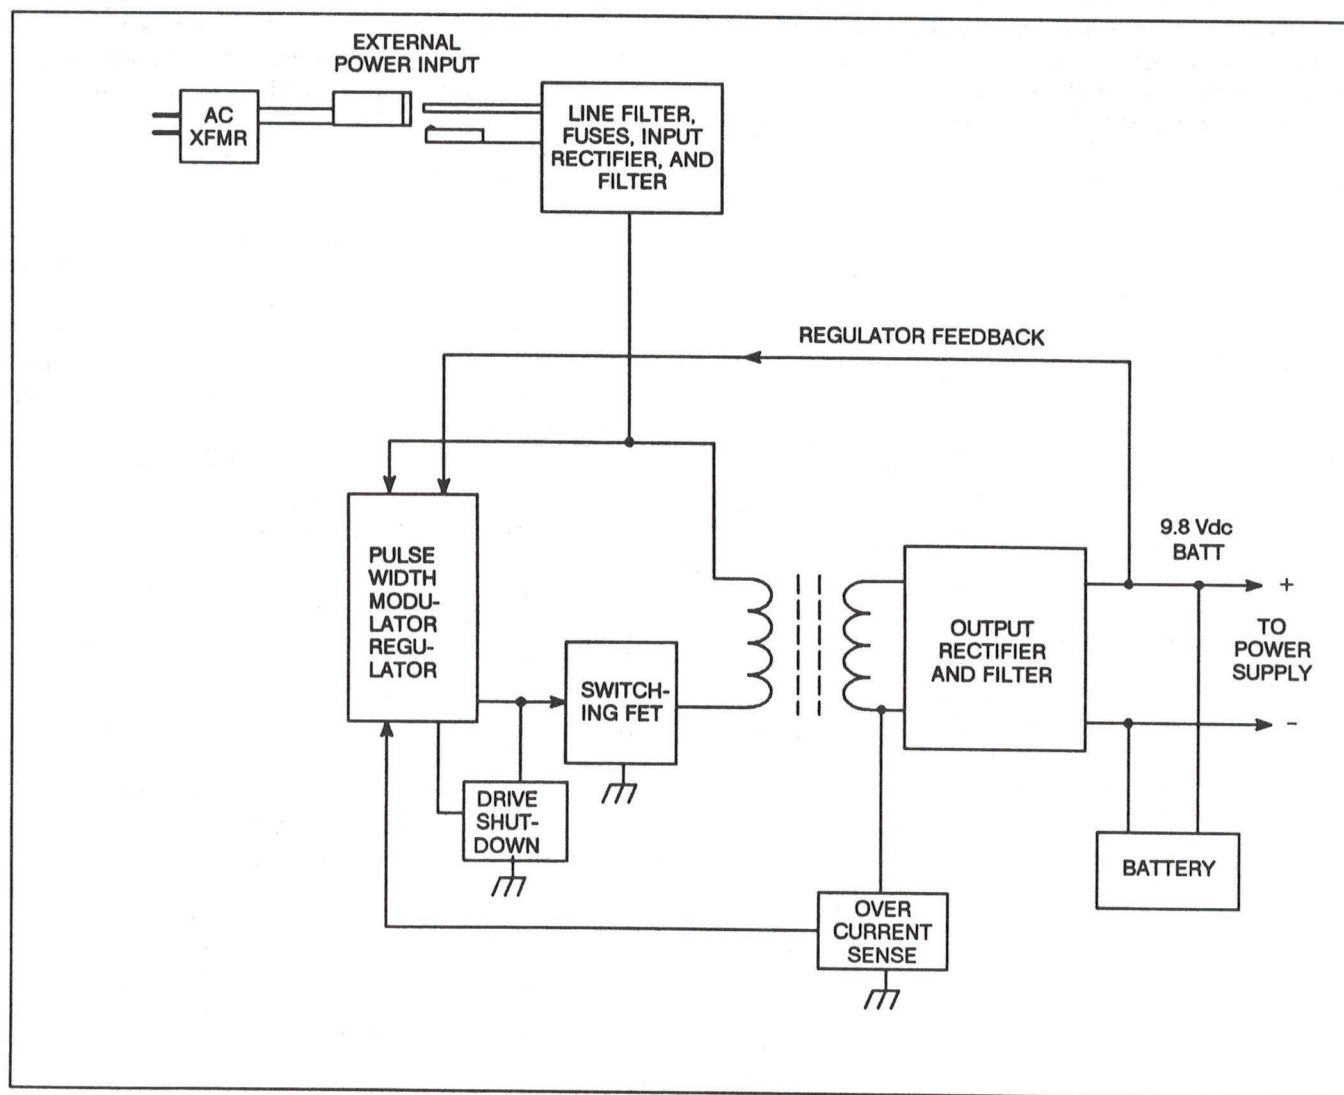 EXTERNAL
POWER INPUT
AC
XFMR
LINE FILTER,
FUSES, INPUT
RECTIFIER, AND
FILTER
REGULATOR FEEDBACK
PULSE
WIDTH
MODU-
LATOR
REGU-
LATOR
SWITCH-
ING FET
DRIVE
SHUT-
DOWN
OUTPUT
RECTIFIER
AND FILTER
9.8 Vdc
BATT
+
TO
POWER
SUPPLY
-
BATTERY
OVER
CURRENT
SENSE